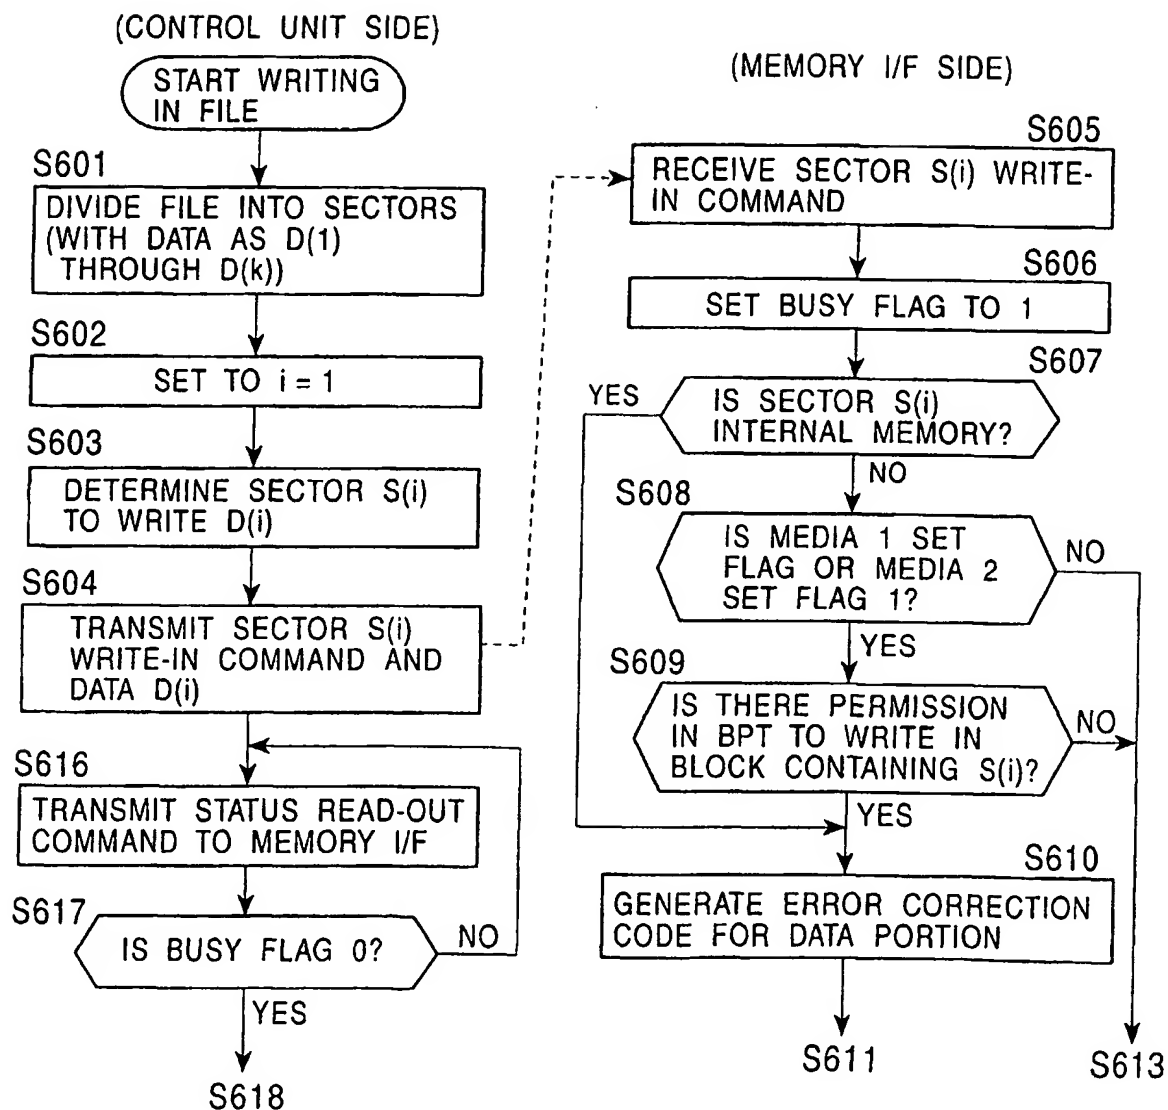 (CONTROL UNIT SIDE)
START WRITING
IN FILE
S601
DIVIDE FILE INTO SECTORS
(WITH DATA AS D(1)
THROUGH D(k))
S602
SET TO i = 1
S603
DETERMINE SECTOR S(i)
TO WRITE D(i)
S604
TRANSMIT SECTOR S(i)
WRITE-IN COMMAND AND
DATA D(i)
S616
TRANSMIT STATUS READ-OUT
COMMAND TO MEMORY I/F
S617
IS BUSY FLAG 0?
NO
YES
S618
(MEMORY I/F SIDE)
S605
RECEIVE SECTOR S(i) WRITE-
IN COMMAND
S606
SET BUSY FLAG TO 1
S607
YES
IS SECTOR S(i)
INTERNAL MEMORY?
NO
S608
IS MEDIA 1 SET
FLAG OR MEDIA 2
SET FLAG 1?
NO
YES
S609
IS THERE PERMISSION
IN BPT TO WRITE IN
BLOCK CONTAINING S(i)?
NO
YES
S610
GENERATE ERROR CORRECTION
CODE FOR DATA PORTION
S611
S613